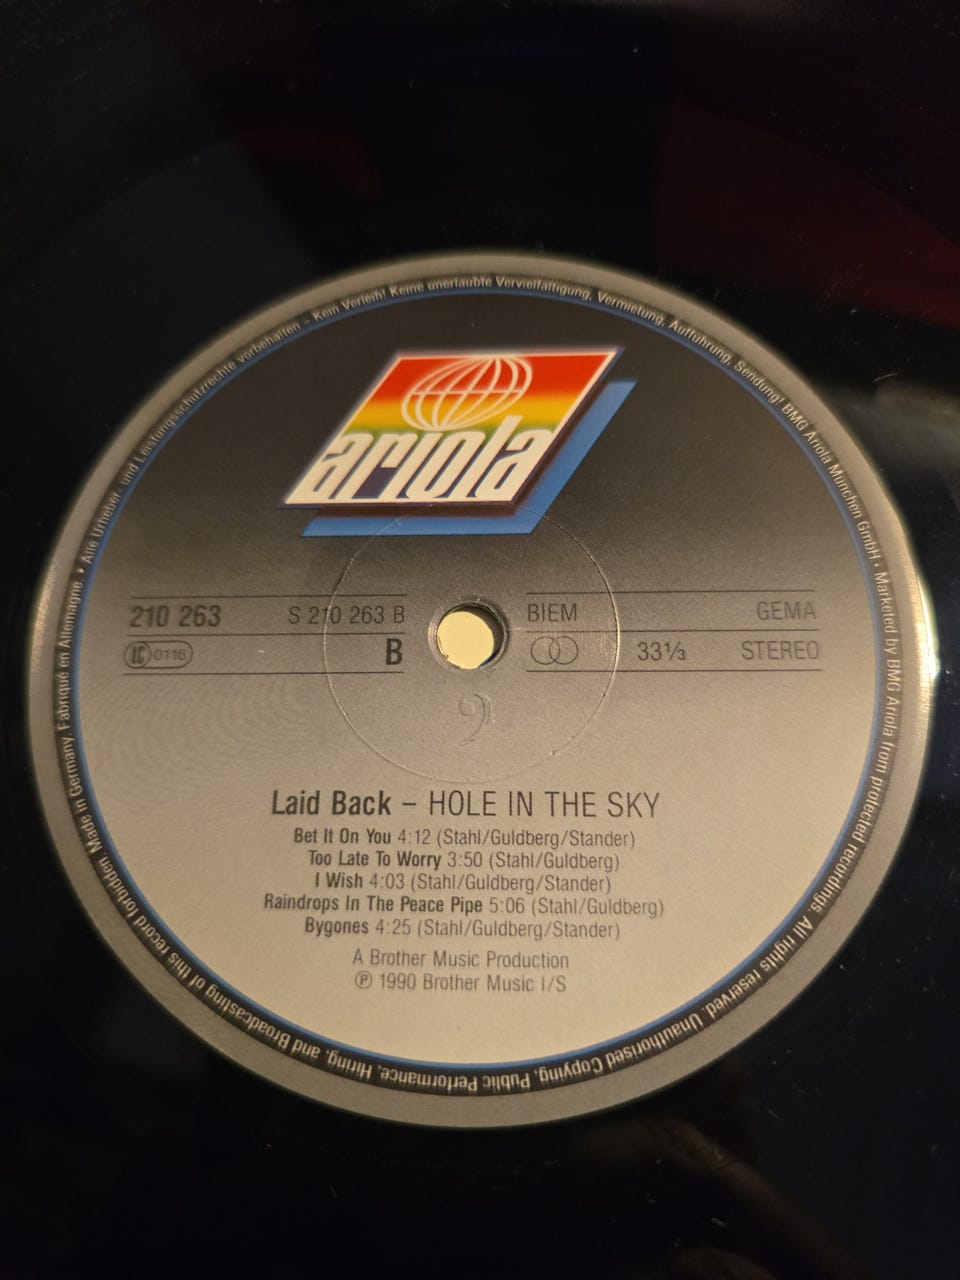 Alle Urheber- und Leistungsschutzrechte vorbehalten - Kein Verleih! Keine unerlaubte Vervielfältigung, Vermietung, Aufführung, Sendung! BMG Ariola München GmbH • Marketed by BMG Ariola from protected recordings. All rights reserved. Unauthorised Copying, Public Performance, Hiring, and Broadcasting of this record forbidden. Made in Germany. Fabriqué en Allemagne. •
ariola
210 263 S 210 263 B BIEM GEMA
LC 0116 B 33⅓ STEREO
9
Laid Back – HOLE IN THE SKY
Bet It On You 4:12 (Stahl/Guldberg/Stander)
Too Late To Worry 3:50 (Stahl/Guldberg)
I Wish 4:03 (Stahl/Guldberg/Stander)
Raindrops In The Peace Pipe 5:06 (Stahl/Guldberg)
Bygones 4:25 (Stahl/Guldberg/Stander)
A Brother Music Production
℗ 1990 Brother Music I/S